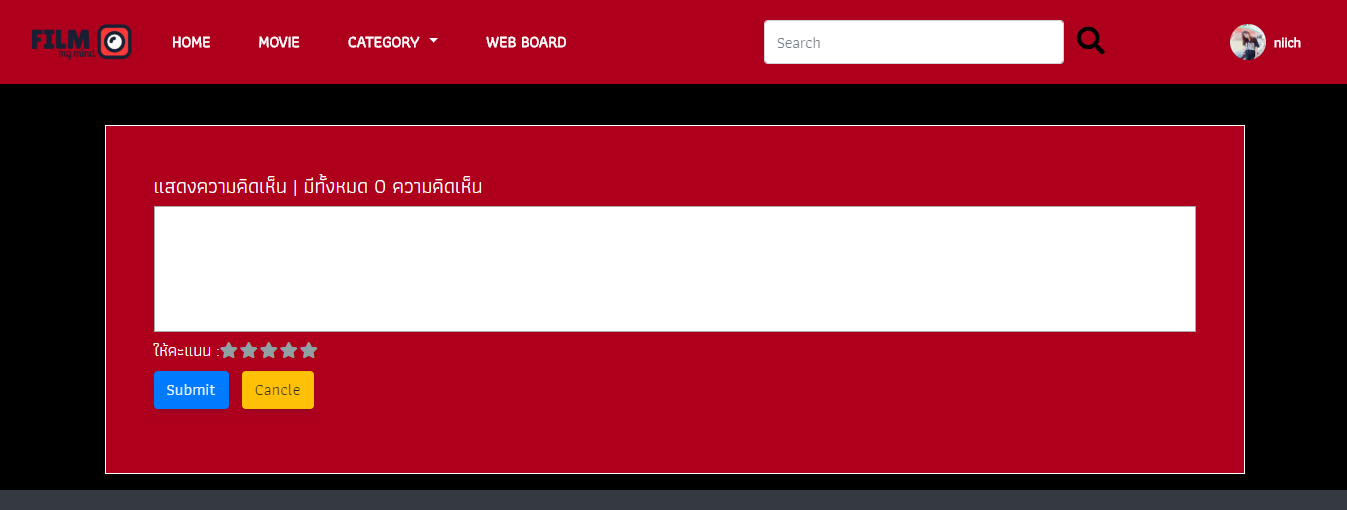 FILM my mind HOME MOVIE CATEGORY WEB BOARD Search niich
แสดงความคิดเห็น | มีทั้งหมด 0 ความคิดเห็น
ให้คะแนน :
Submit Cancle